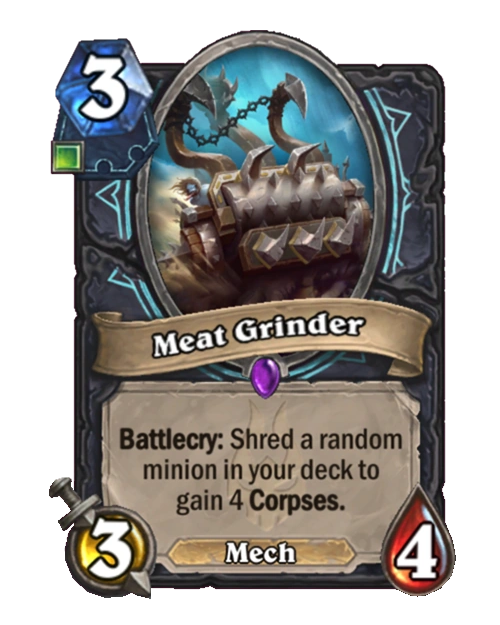 3
Meat Grinder
Battlecry: Shred a random
minion in your deck to
gain 4 Corpses.
3
Mech
4